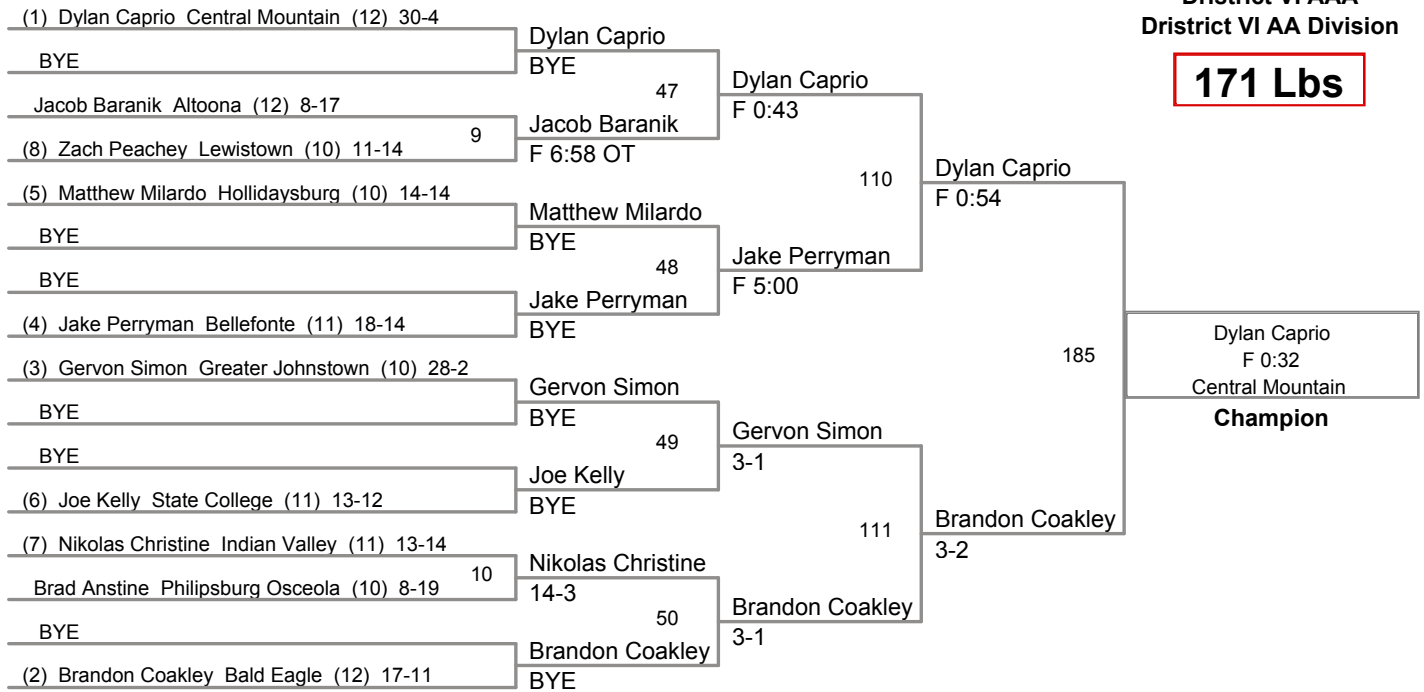 District VI AAA
Dristrict VI AA Division
171 Lbs
(1) Dylan Caprio Central Mountain (12) 30-4
BYE
Jacob Baranik Altoona (12) 8-17
(8) Zach Peachey Lewistown (10) 11-14
(5) Matthew Milardo Hollidaysburg (10) 14-14
BYE
BYE
(4) Jake Perryman Bellefonte (11) 18-14
(3) Gervon Simon Greater Johnstown (10) 28-2
BYE
BYE
(6) Joe Kelly State College (11) 13-12
(7) Nikolas Christine Indian Valley (11) 13-14
Brad Anstine Philipsburg Osceola (10) 8-19
BYE
(2) Brandon Coakley Bald Eagle (12) 17-11
9
10
Dylan Caprio
BYE
Jacob Baranik
F 6:58 OT
Matthew Milardo
BYE
Jake Perryman
BYE
Gervon Simon
BYE
Joe Kelly
BYE
Nikolas Christine
14-3
Brandon Coakley
BYE
47
48
49
50
Dylan Caprio
F 0:43
Jake Perryman
F 5:00
Gervon Simon
3-1
Brandon Coakley
3-1
110
111
Dylan Caprio
F 0:54
Brandon Coakley
3-2
185
Dylan Caprio
F 0:32
Central Mountain
Champion